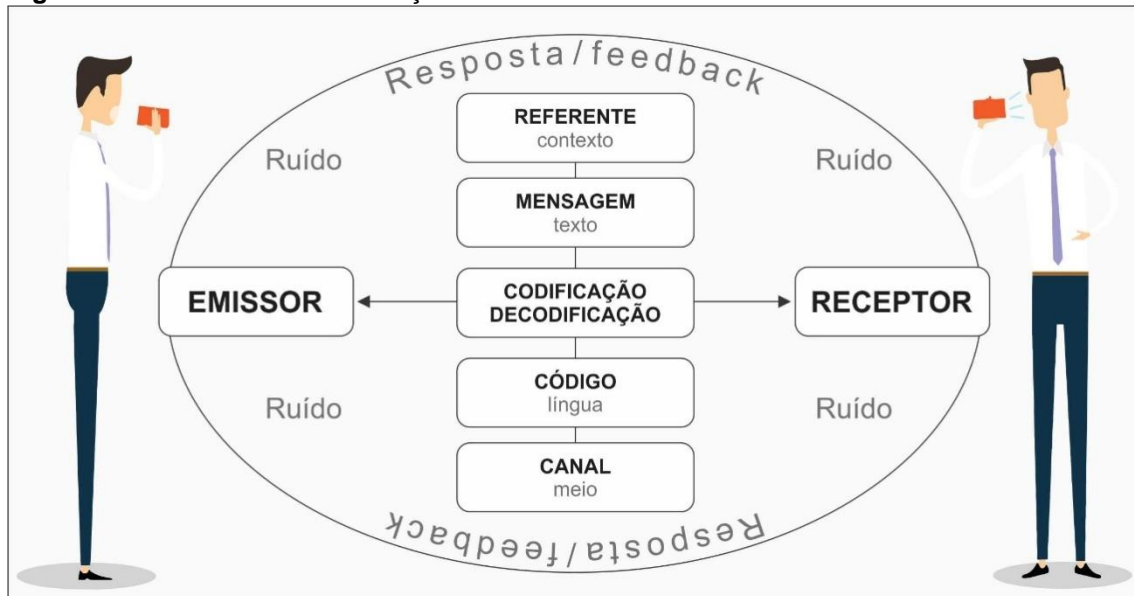 Resposta/feedback
REFERENTE
contexto
Ruído
Ruído
MENSAGEM
texto
EMISSOR
CODIFICAÇÃO
DECODIFICAÇÃO
RECEPTOR
CÓDIGO
língua
Ruído
Ruído
CANAL
meio
Resposta/feedback